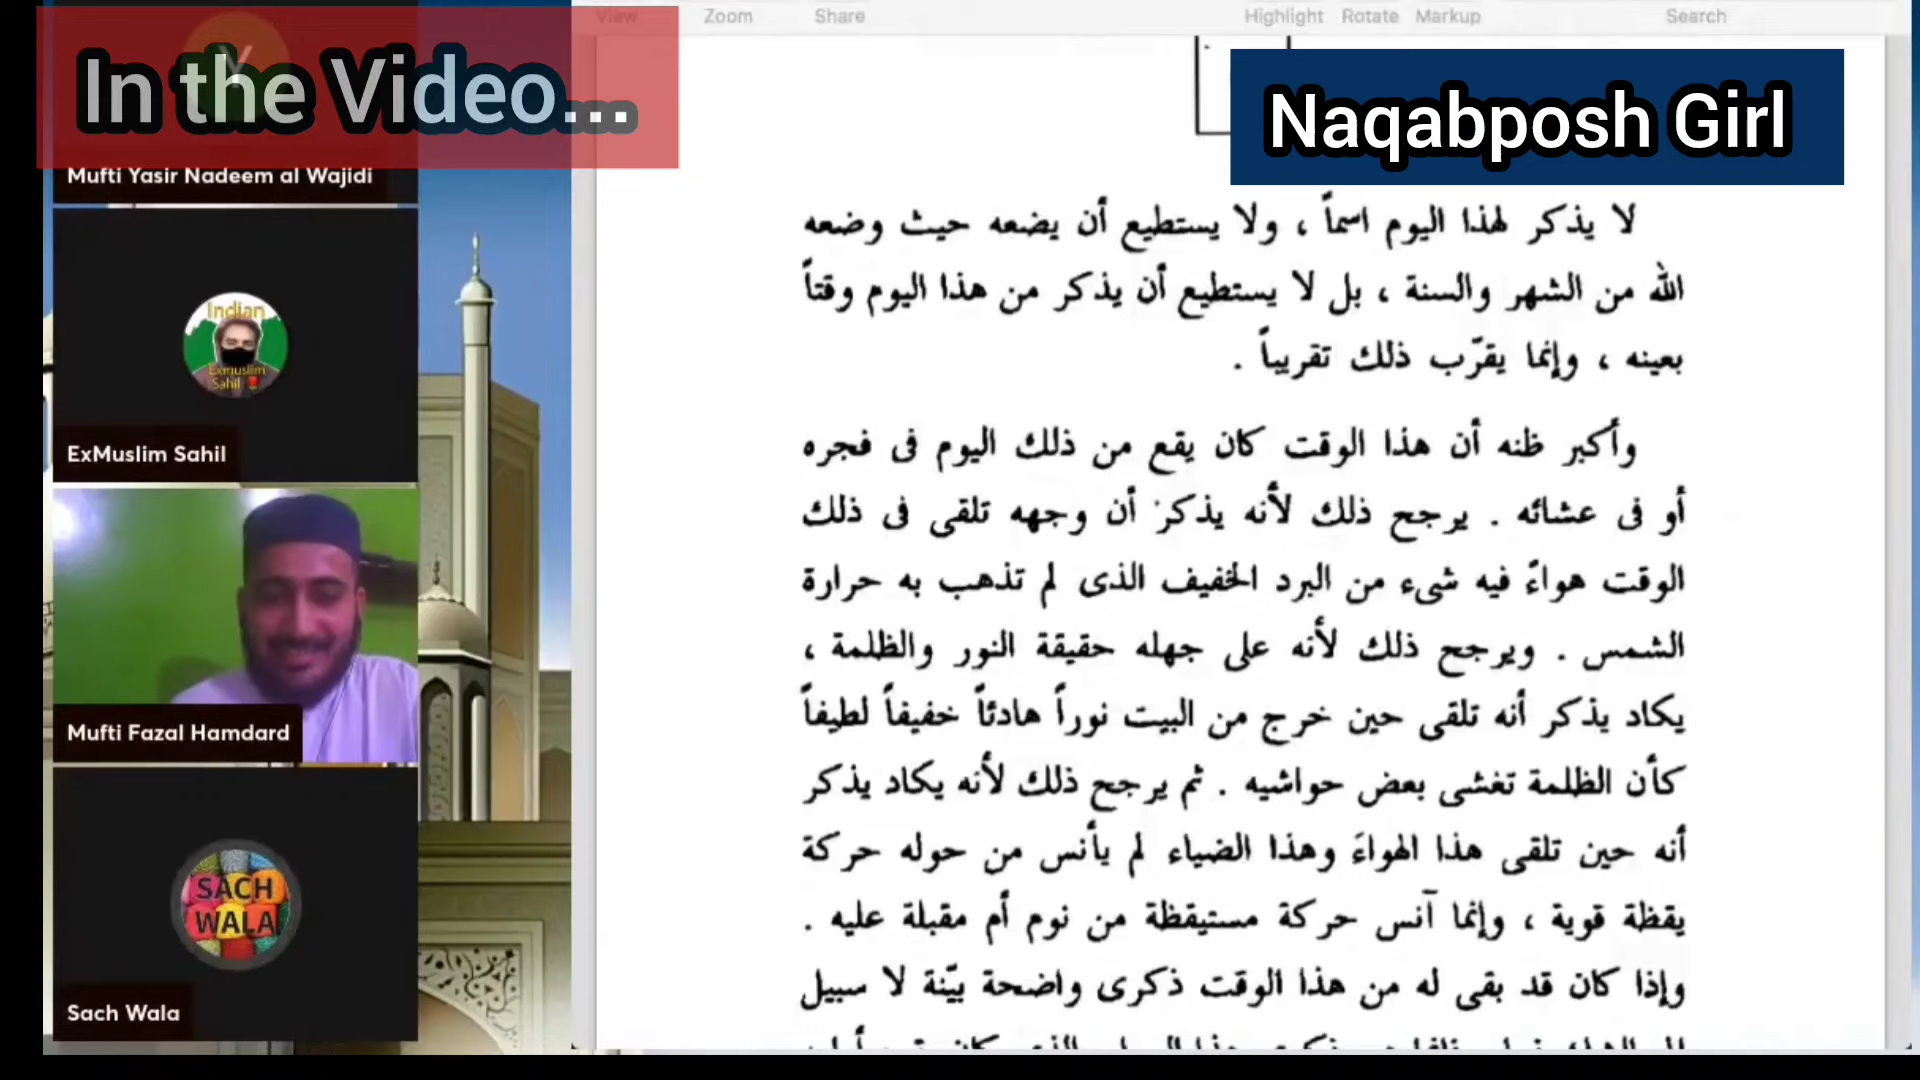 View Zoom Share Highlight Rotate Markup Search
In the Video...
Naqabposh Girl
Mufti Yasir Nadeem al Wajidi
Indian
Exmuslim
Sahil
ExMuslim Sahil
Mufti Fazal Hamdard
SACH
WALA
Sach Wala
لا يذكر لهذا اليوم اسماً ، ولا يستطيع أن يضعه حيث وضعه
الله من الشهر والسنة ، بل لا يستطيع أن يذكر من هذا اليوم وقتاً
بعينه ، وإنما يقرّب ذلك تقريباً .
وأكبر ظنه أن هذا الوقت كان يقع من ذلك اليوم فى فجره
أو فى عشائه . يرجح ذلك لأنه يذكر أن وجهه تلقى فى ذلك
الوقت هواءً فيه شىء من البرد الخفيف الذى لم تذهب به حرارة
الشمس . ويرجح ذلك لأنه على جهله حقيقة النور والظلمة ،
يكاد يذكر أنه تلقى حين خرج من البيت نوراً هادئاً خفيفاً لطيفاً
كأن الظلمة تغشى بعض حواشيه . ثم يرجح ذلك لأنه يكاد يذكر
أنه حين تلقى هذا الهواءَ وهذا الضياء لم يأنس من حوله حركة
يقظة قوية ، وإنما آنس حركة مستيقظة من نوم أم مقبلة عليه .
وإذا كان قد بقى له من هذا الوقت ذكرى واضحة بيّنة لا سبيل